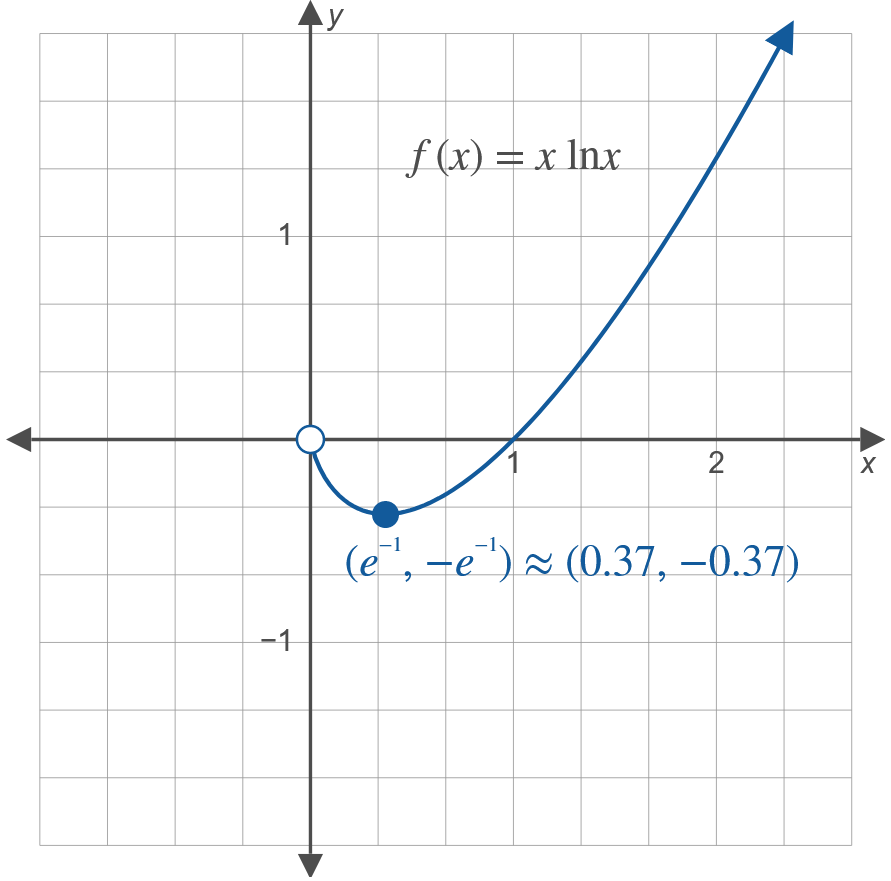 y
f (x) = x lnx
1
1
2
x
(e⁻¹, −e⁻¹) ≈ (0.37, −0.37)
−1